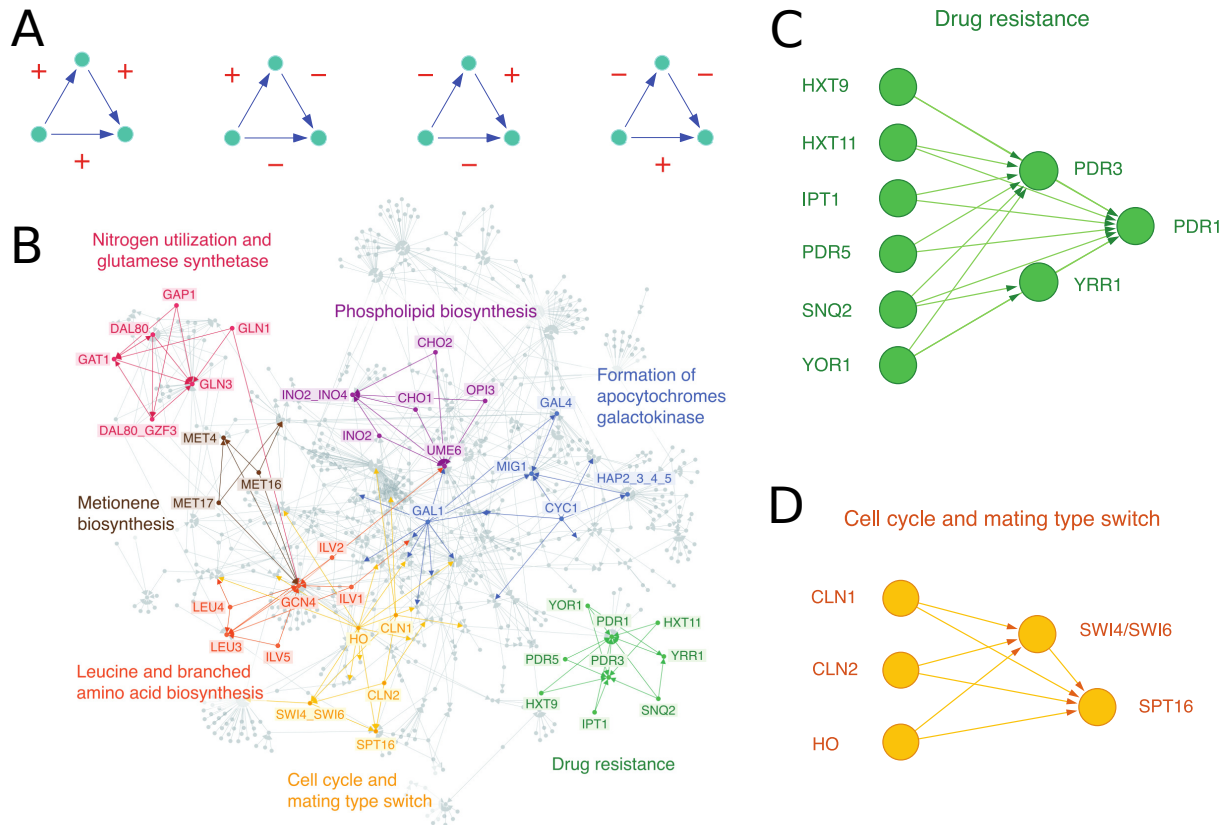 A
+ +
+
+ −
−
− +
−
− −
+
B
Nitrogen utilization and
glutamese synthetase
GAP1
DAL80
GLN1
GAT1
GLN3
DAL80_GZF3
Phospholipid biosynthesis
CHO2
INO2_INO4
CHO1
OPI3
INO2
UME6
Formation of
apocytochromes
galactokinase
GAL4
MIG1
HAP2_3_4_5
GAL1
CYC1
MET4
MET16
MET17
Metionene
biosynthesis
ILV2
GCN4
ILV1
LEU4
LEU3
ILV5
Leucine and branched
amino acid biosynthesis
HO
CLN1
CLN2
SWI4_SWI6
SPT16
Cell cycle and
mating type switch
YOR1
PDR1
HXT11
PDR5
PDR3
YRR1
HXT9
IPT1
SNQ2
Drug resistance
C
Drug resistance
HXT9
HXT11
IPT1
PDR5
SNQ2
YOR1
PDR3
PDR1
YRR1
D
Cell cycle and mating type switch
CLN1
CLN2
HO
SWI4/SWI6
SPT16